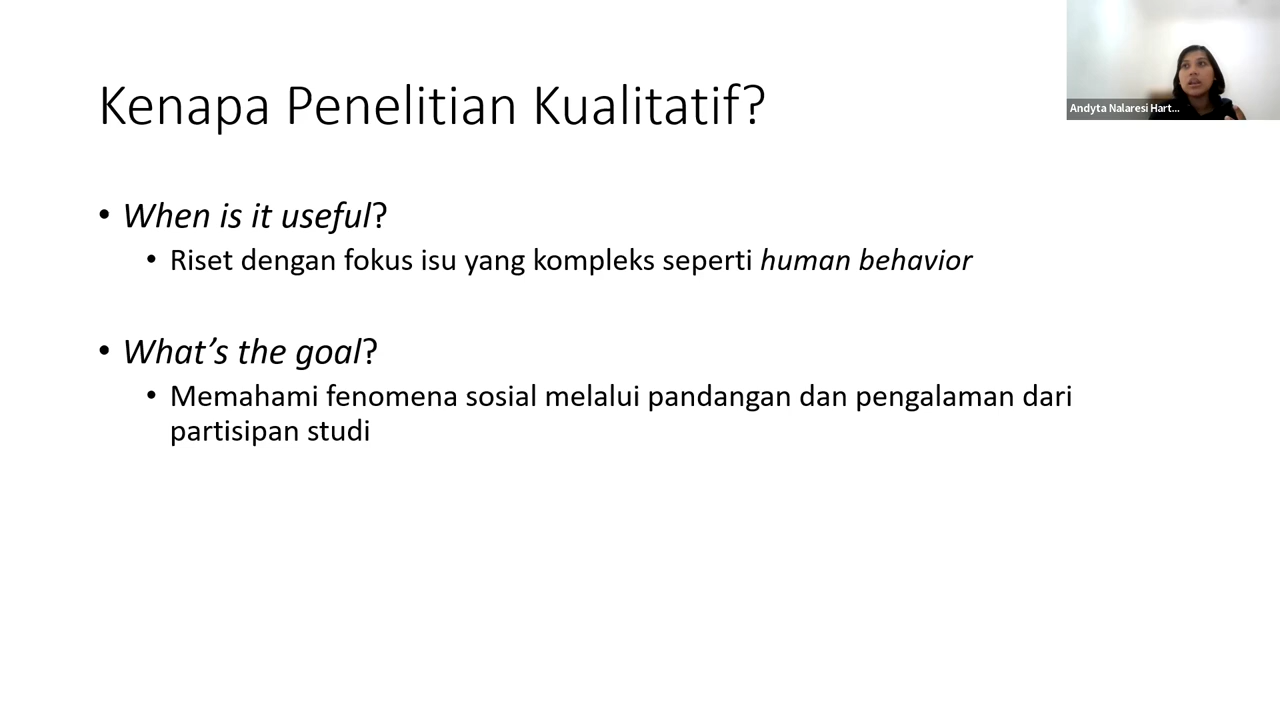 Kenapa Penelitian Kualitatif?
• When is it useful?
• Riset dengan fokus isu yang kompleks seperti human behavior
• What’s the goal?
• Memahami fenomena sosial melalui pandangan dan pengalaman dari
partisipan studi
Andyta Nalaresi Hart...